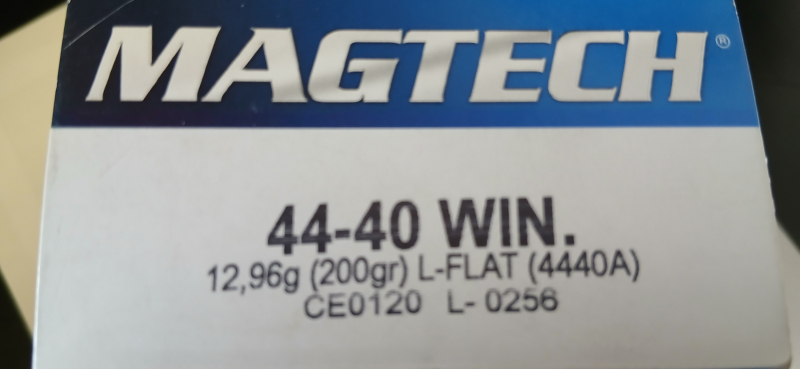 MAGTECH®
44-40 WIN.
12,96g (200gr) L-FLAT (4440A)
CE0120 L- 0256